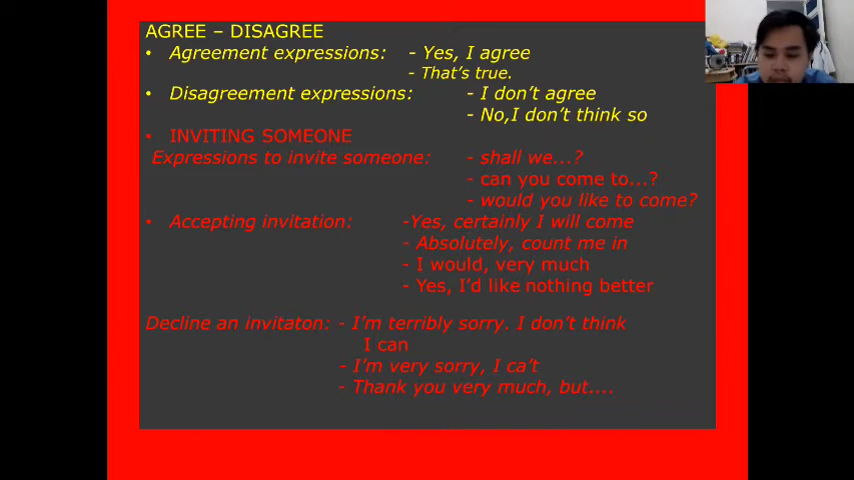 AGREE – DISAGREE
• Agreement expressions: - Yes, I agree
- That's true.
• Disagreement expressions: - I don't agree
- No,I don't think so
• INVITING SOMEONE
Expressions to invite someone: - shall we...?
- can you come to...?
- would you like to come?
• Accepting invitation: -Yes, certainly I will come
- Absolutely, count me in
- I would, very much
- Yes, I'd like nothing better
Decline an invitaton: - I'm terribly sorry. I don't think
I can
- I'm very sorry, I ca't
- Thank you very much, but....